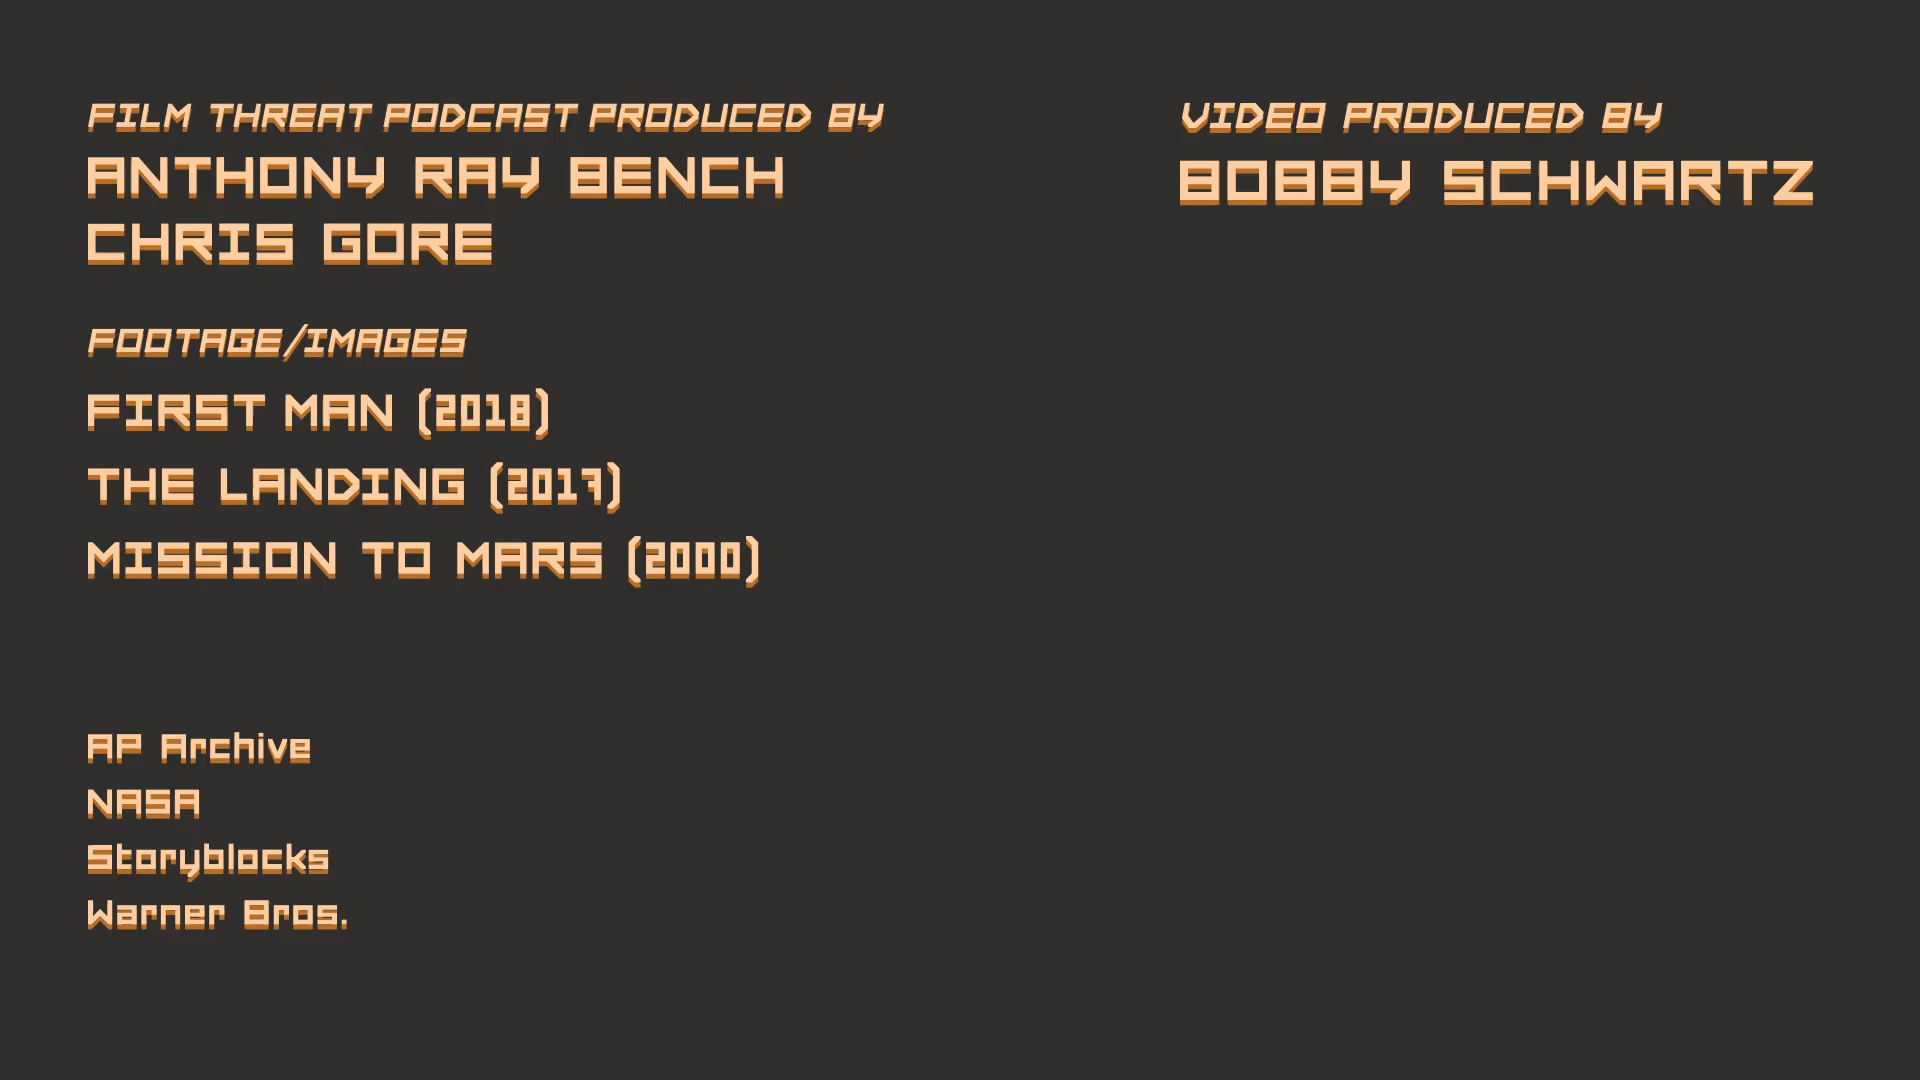 FILM THREAT PODCAST PRODUCED BY
ANTHONY RAY BENCH
CHRIS GORE
VIDEO PRODUCED BY
BOBBY SCHWARTZ
FOOTAGE/IMAGES
FIRST MAN (2018)
THE LANDING (2017)
MISSION TO MARS (2000)
AP Archive
NASA
Storyblocks
Warner Bros.